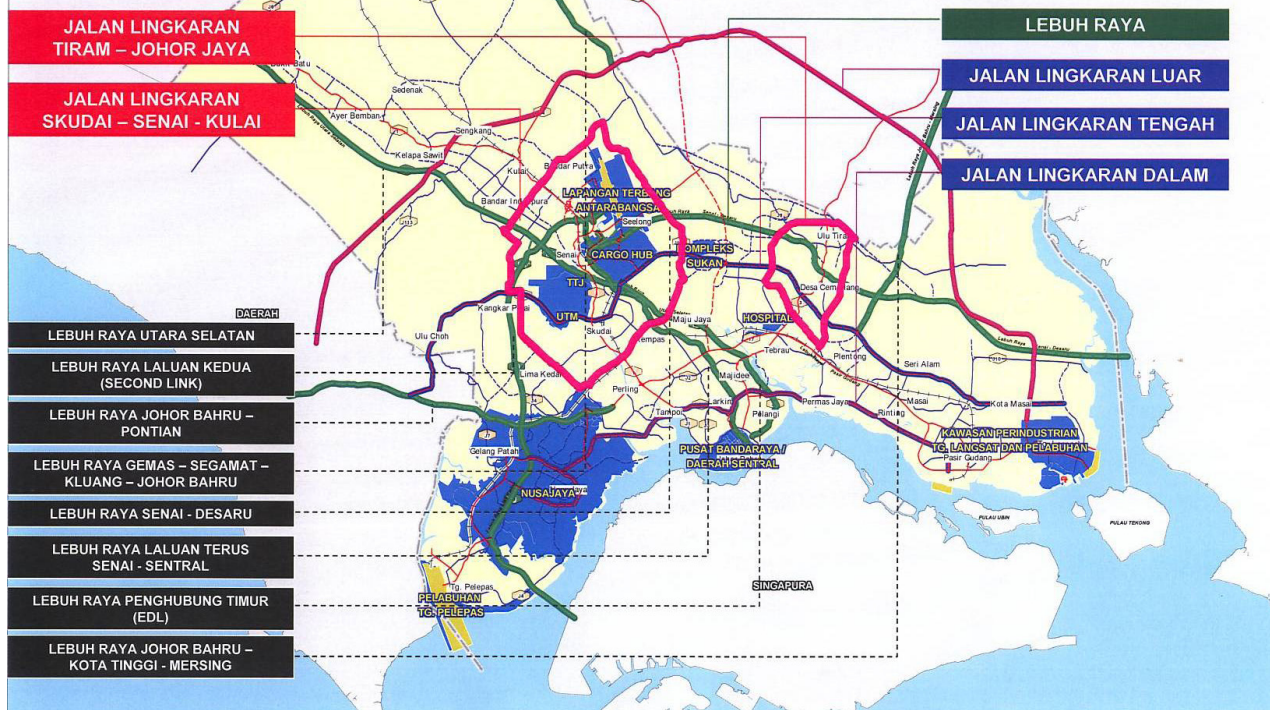 JALAN LINGKARAN
TIRAM – JOHOR JAYA
JALAN LINGKARAN
SKUDAI – SENAI - KULAI
LEBUH RAYA
JALAN LINGKARAN LUAR
JALAN LINGKARAN TENGAH
JALAN LINGKARAN DALAM
Batu
Sedenak
Ayer Bemban
Sengkang
Kelapa Sawit
Kulai
Bandar Putra
LAPANGAN TERBANG
ANTARABANGSA
Seelong
Senai
CARGO HUB
KOMPLEKS
SUKAN
Ulu Tiram
Desa Cemerlang
TTJ
UTM
Skudai
Maju Jaya
HOSPITAL
Tebrau
Plentong
Seri Alam
Kangkar Pulai
Ulu Choh
Lima Kedai
Perling
Majidee
Tampoi
Larkin
Pelangi
Permas Jaya
Rinting
Masai
Kota Masai
Gelang Patah
PUSAT BANDARAYA /
DAERAH SENTRAL
KAWASAN PERINDUSTRIAN
TG. LANGSAT DAN PELABUHAN
Pasir Gudang
NUSAJAYA
Tg. Pelepas
PELABUHAN
TG. PELEPAS
SINGAPURA
PULAU UBIN
PULAU TEKONG
DAERAH
LEBUH RAYA UTARA SELATAN
LEBUH RAYA LALUAN KEDUA
(SECOND LINK)
LEBUH RAYA JOHOR BAHRU –
PONTIAN
LEBUH RAYA GEMAS – SEGAMAT –
KLUANG – JOHOR BAHRU
LEBUH RAYA SENAI - DESARU
LEBUH RAYA LALUAN TERUS
SENAI - SENTRAL
LEBUH RAYA PENGHUBUNG TIMUR
(EDL)
LEBUH RAYA JOHOR BAHRU –
KOTA TINGGI - MERSING